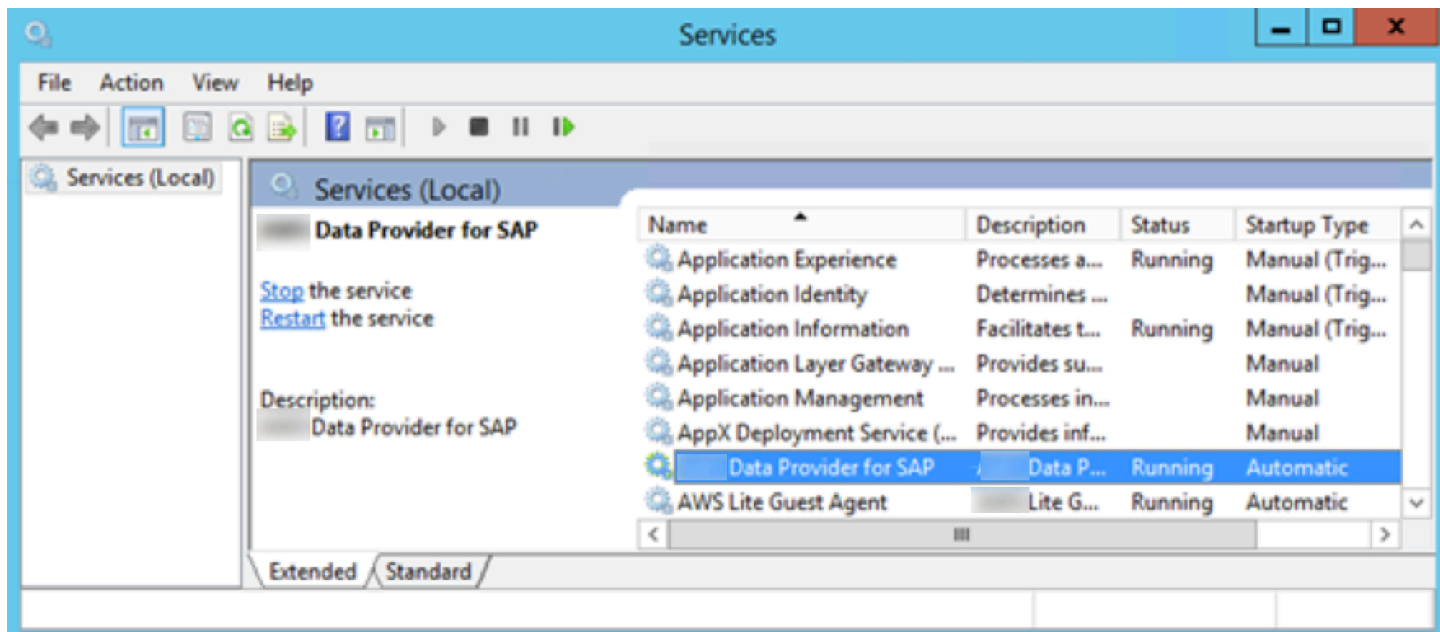 Services
File Action View Help
Services (Local)
Services (Local)
Data Provider for SAP
Stop the service
Restart the service
Description:
Data Provider for SAP
Name Description Status Startup Type
Application Experience Processes a... Running Manual (Trig...
Application Identity Determines ... Manual (Trig...
Application Information Facilitates t... Running Manual (Trig...
Application Layer Gateway ... Provides su... Manual
Application Management Processes in... Manual
AppX Deployment Service (... Provides inf... Manual
Data Provider for SAP Data P... Running Automatic
AWS Lite Guest Agent Lite G... Running Automatic
Extended Standard